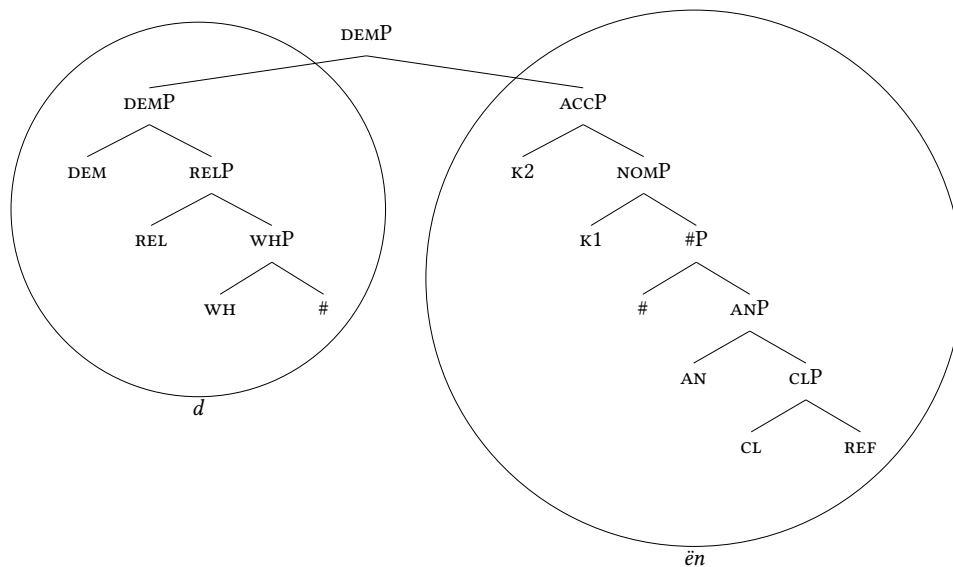 DEMP
DEMP ACCP
DEM RELP K2 NOMP
REL WHP K1 #P
WH # # ANP
AN CLP
CL REF
d
ën